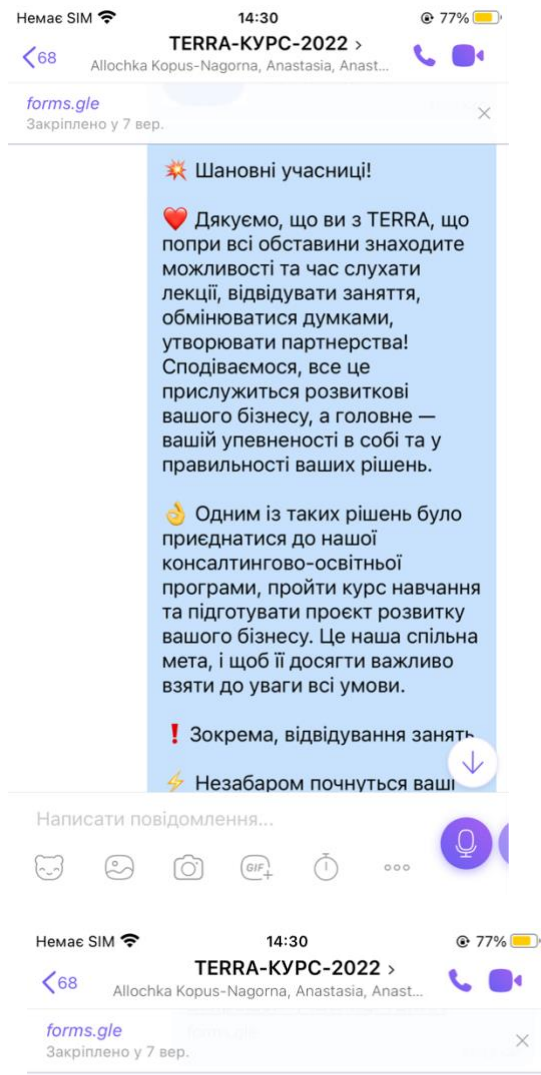 Немає SIM 14:30 77%
68 TERRA-КУРС-2022 >
Allochka Kopus-Nagorna, Anastasia, Anast...
forms.gle
Закріплено у 7 вер.
💥 Шановні учасниці!
❤️ Дякуємо, що ви з TERRA, що
попри всі обставини знаходите
можливості та час слухати
лекції, відвідувати заняття,
обмінюватися думками,
утворювати партнерства!
Сподіваємося, все це
прислужиться розвиткові
вашого бізнесу, а головне —
вашій упевненості в собі та у
правильності ваших рішень.
👌 Одним із таких рішень було
приєднатися до нашої
консалтингово-освітньої
програми, пройти курс навчання
та підготувати проєкт розвитку
вашого бізнесу. Це наша спільна
мета, і щоб її досягти важливо
взяти до уваги всі умови.
❗ Зокрема, відвідування занять
⚡ Незабаром почнуться ваші
Написати повідомлення...
GIF+
Немає SIM 14:30 77%
68 TERRA-КУРС-2022 >
Allochka Kopus-Nagorna, Anastasia, Anast...
forms.gle
Закріплено у 7 вер.